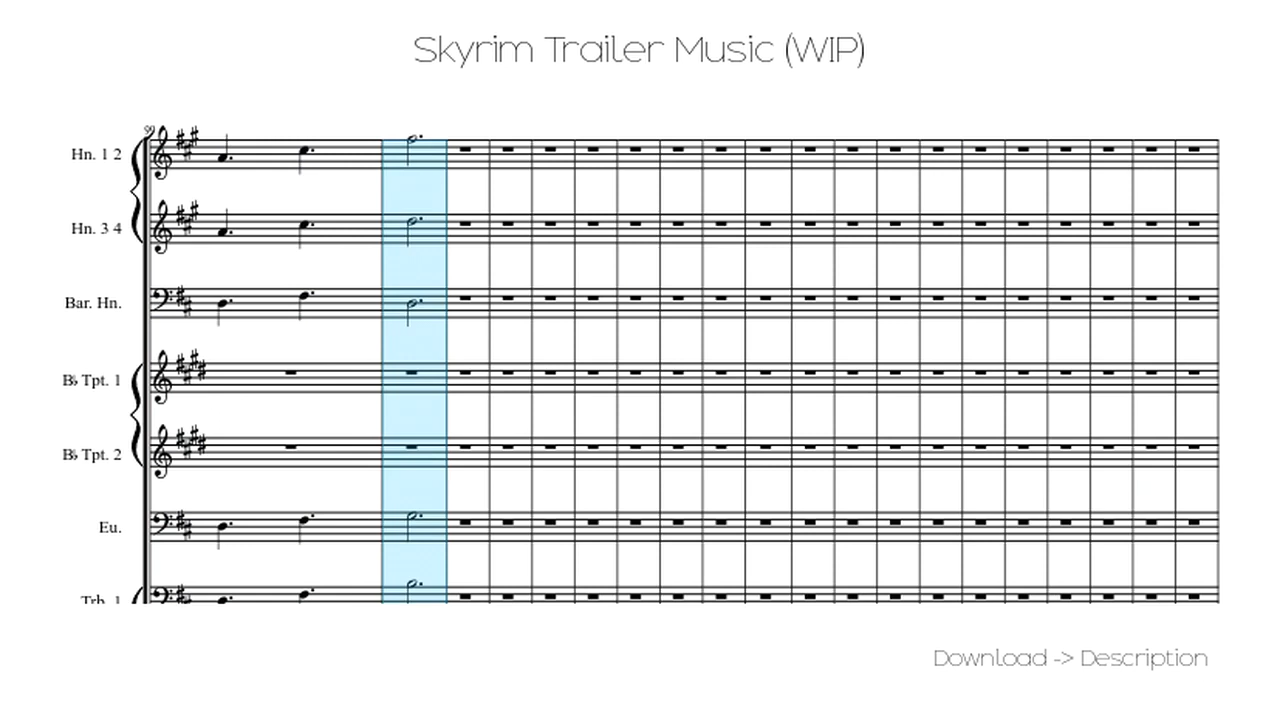 Skyrim Trailer Music (WIP)
99
Hn. 1 2
Hn. 3 4
Bar. Hn.
B♭ Tpt. 1
B♭ Tpt. 2
Eu.
Trb. 1
Download -> Description